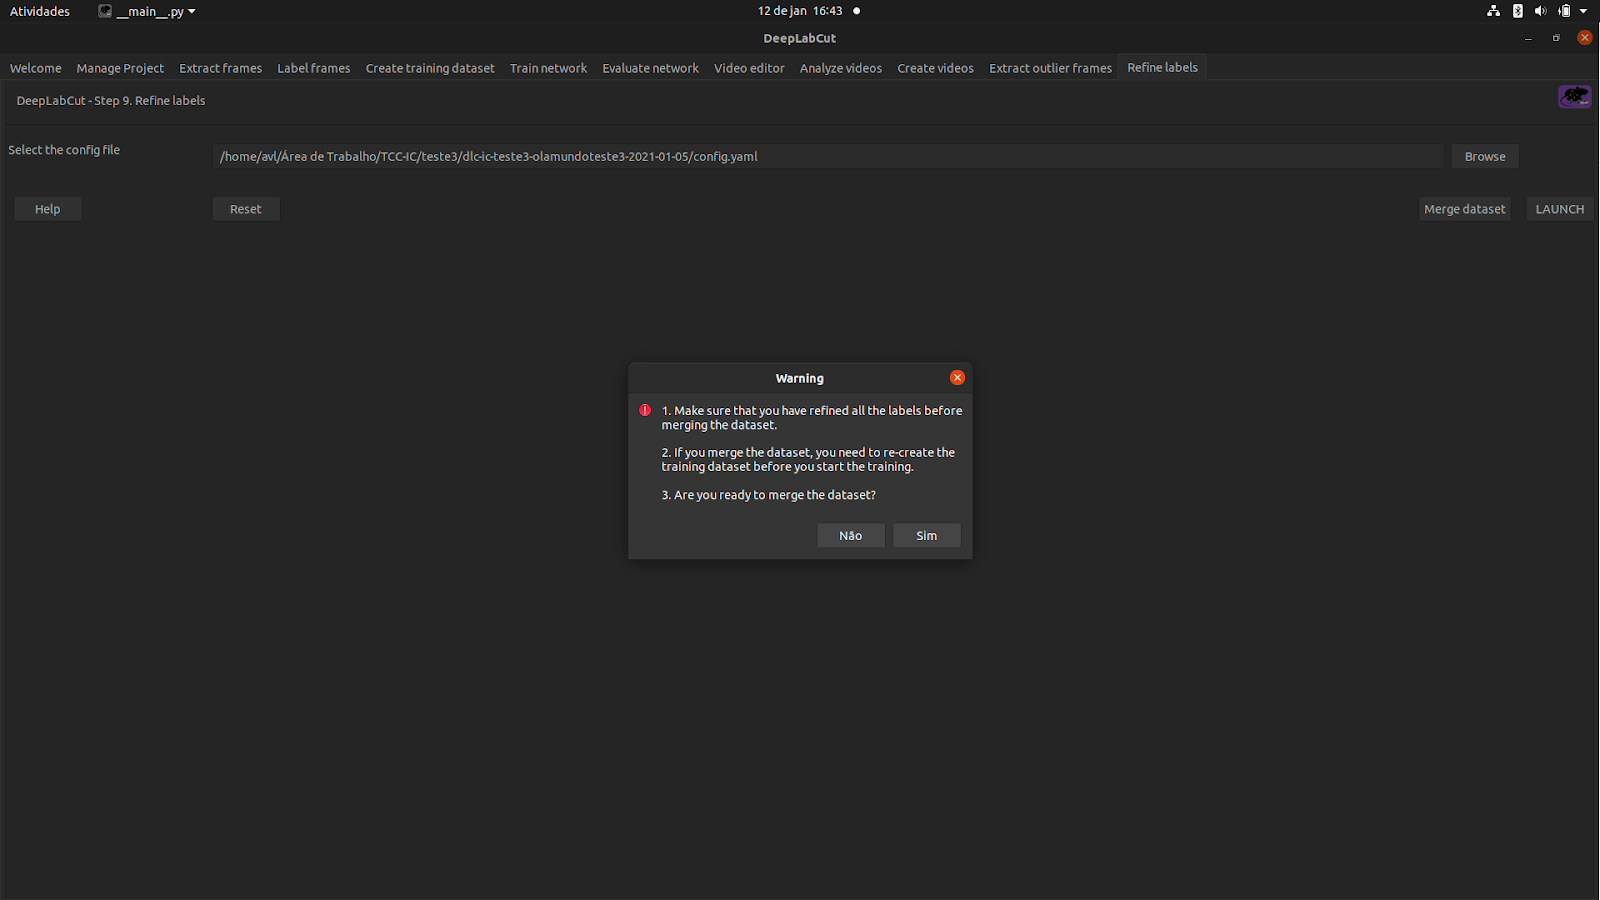 Atividades __main__.py 12 de jan 16:43
DeepLabCut
Welcome Manage Project Extract frames Label frames Create training dataset Train network Evaluate network Video editor Analyze videos Create videos Extract outlier frames Refine labels
DeepLabCut - Step 9. Refine labels
Select the config file /home/avl/Área de Trabalho/TCC-IC/teste3/dlc-ic-teste3-olamundoteste3-2021-01-05/config.yaml Browse
Help Reset Merge dataset LAUNCH
Warning
1. Make sure that you have refined all the labels before
merging the dataset.
2. If you merge the dataset, you need to re-create the
training dataset before you start the training.
3. Are you ready to merge the dataset?
Não Sim